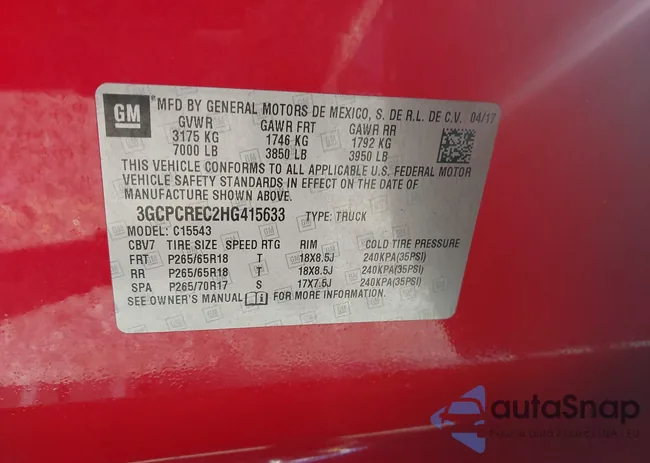 GM
MFD BY GENERAL MOTORS DE MEXICO, S. DE R.L. DE C.V. 04/17
GVWR GAWR FRT GAWR RR
3175 KG 1746 KG 1792 KG
7000 LB 3850 LB 3950 LB
THIS VEHICLE CONFORMS TO ALL APPLICABLE U.S. FEDERAL MOTOR
VEHICLE SAFETY STANDARDS IN EFFECT ON THE DATE OF
MANUFACTURE SHOWN ABOVE.
3GCPCREC2HG415633 TYPE: TRUCK
MODEL: C15543
CBV7 TIRE SIZE SPEED RTG RIM COLD TIRE PRESSURE
FRT P265/65R18 T 18X8.5J 240KPA(35PSI)
RR P265/65R18 T 18X8.5J 240KPA(35PSI)
SPA P265/70R17 S 17X7.5J 240KPA(35PSI)
SEE OWNER'S MANUAL FOR MORE INFORMATION.
autoSnap